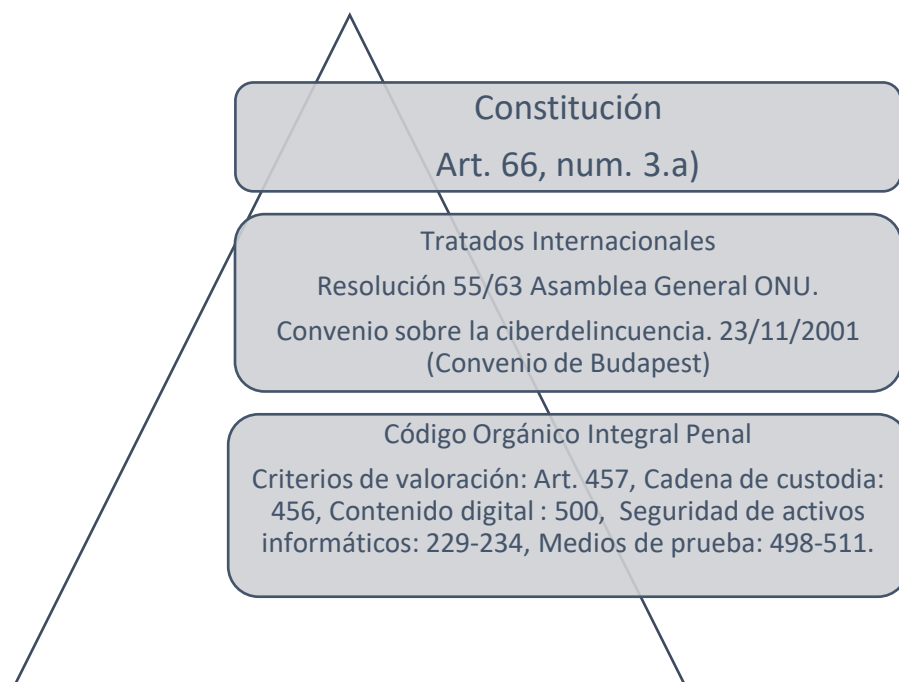 Constitución
Art. 66, num. 3.a)
Tratados Internacionales
Resolución 55/63 Asamblea General ONU.
Convenio sobre la ciberdelincuencia. 23/11/2001
(Convenio de Budapest)
Código Orgánico Integral Penal
Criterios de valoración: Art. 457, Cadena de custodia:
456, Contenido digital : 500, Seguridad de activos
informáticos: 229-234, Medios de prueba: 498-511.